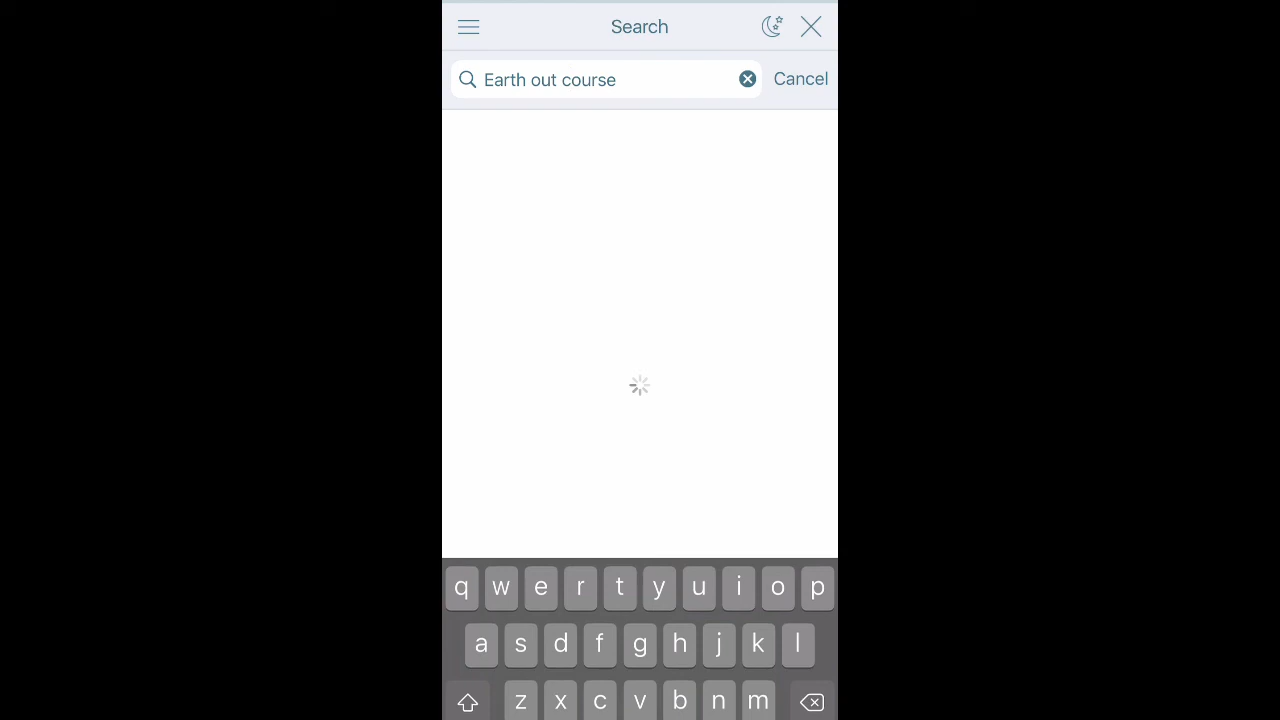 Search
Earth out course
Cancel
q w e r t y u i o p
a s d f g h j k l
z x c v b n m